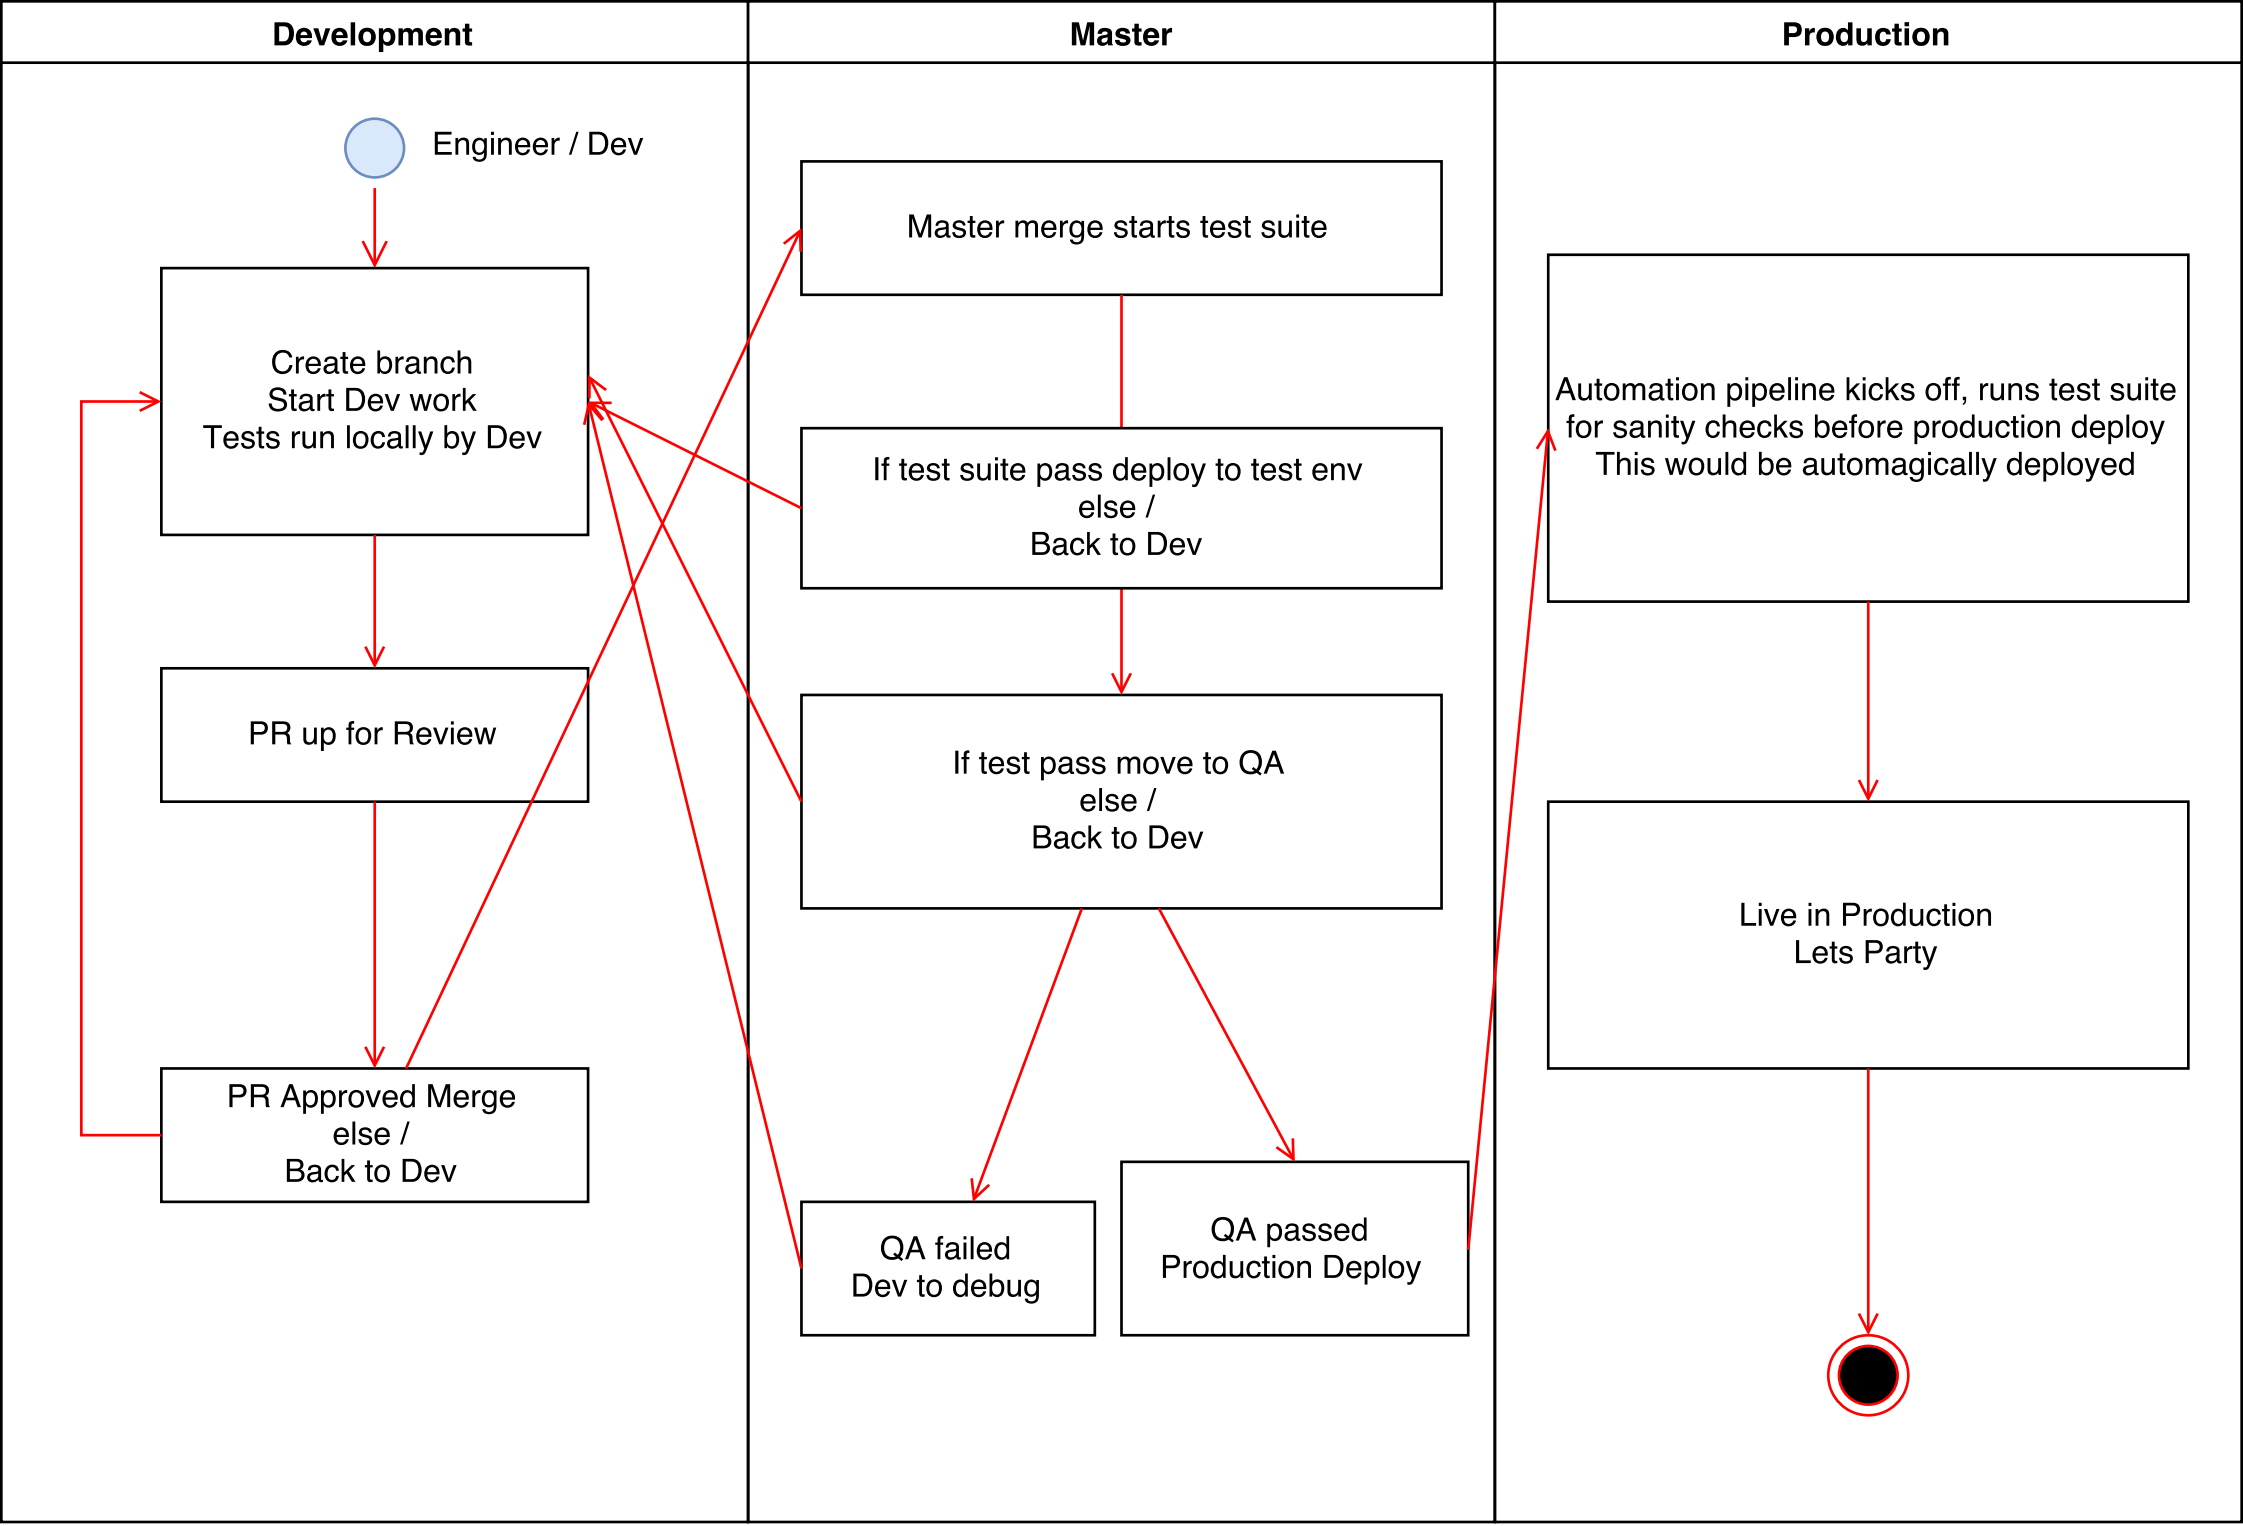 Development
Master
Production
Engineer / Dev
Create branch
Start Dev work
Tests run locally by Dev
PR up for Review
PR Approved Merge
else /
Back to Dev
Master merge starts test suite
If test suite pass deploy to test env
else /
Back to Dev
If test pass move to QA
else /
Back to Dev
QA failed
Dev to debug
QA passed
Production Deploy
Automation pipeline kicks off, runs test suite
for sanity checks before production deploy
This would be automagically deployed
Live in Production
Lets Party